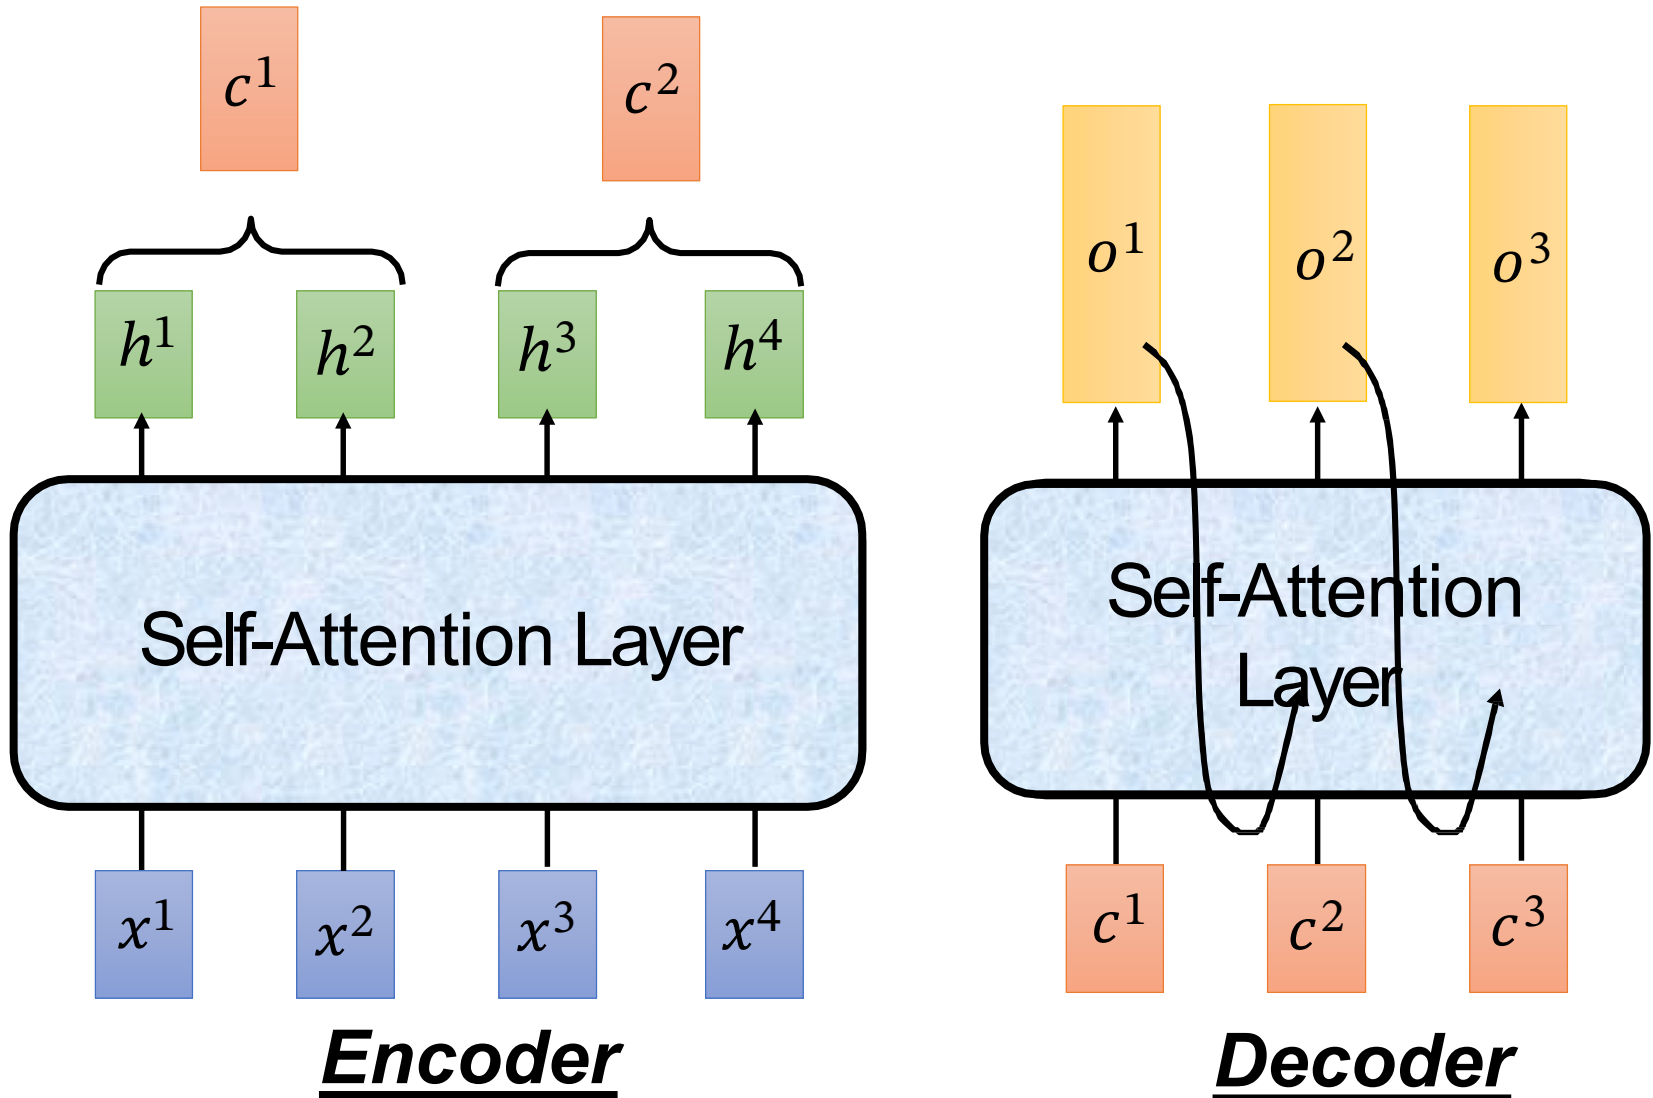 c¹ c²
h¹ h² h³ h⁴
Self-Attention Layer
x¹ x² x³ x⁴
Encoder
o¹ o² o³
Self-Attention
Layer
c¹ c² c³
Decoder